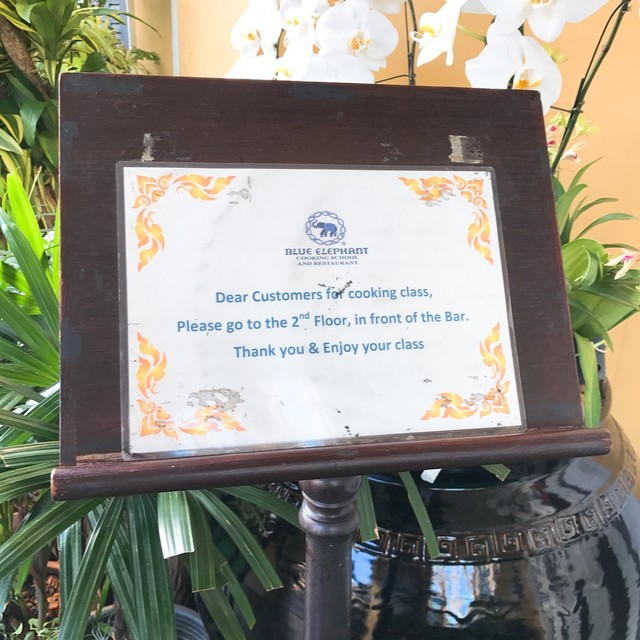 BLUE ELEPHANT
COOKING SCHOOL
AND RESTAURANT
Dear Customers for cooking class,
Please go to the 2nd Floor, in front of the Bar.
Thank you & Enjoy your class